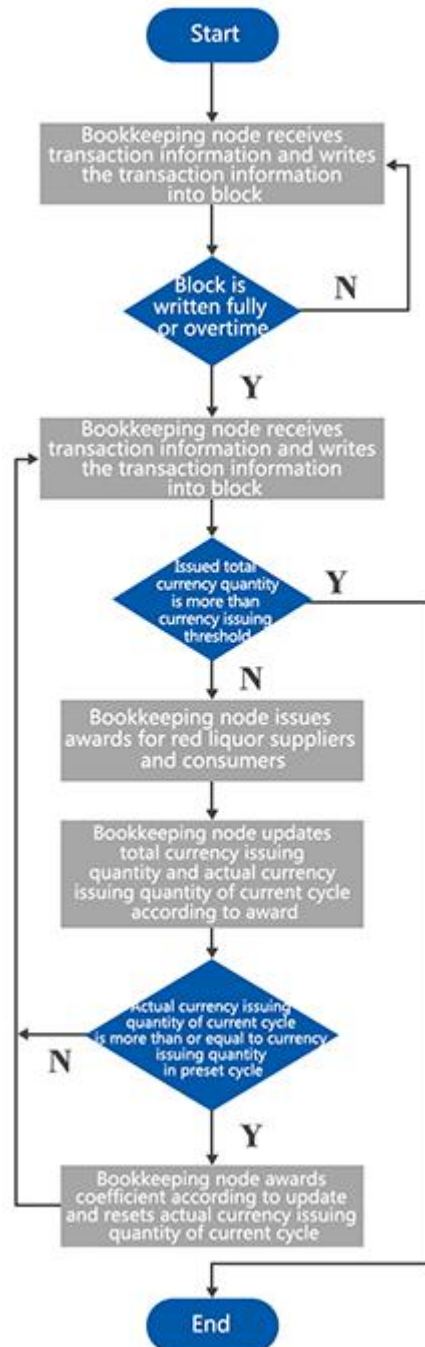 Start
Bookkeeping node receives
transaction information and writes
the transaction information
into block
Block is
written fully
or overtime
N
Y
Bookkeeping node receives
transaction information and writes
the transaction information
into block
Issued total
currency quantity
is more than
currency issuing
threshold
Y
N
Bookkeeping node issues
awards for red liquor suppliers
and consumers
Bookkeeping node updates
total currency issuing
quantity and actual currency
issuing quantity of current cycle
according to award
Actual currency issuing
quantity of current cycle
is more than or equal to currency
issuing quantity
in preset cycle
N
Y
Bookkeeping node awards
coefficient according to update
and resets actual currency issuing
quantity of current cycle
End